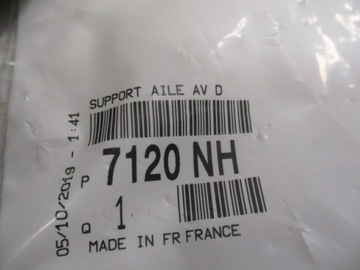 SUPPORT AILE AV D
P 7120 NH
Q 1
MADE IN FR FRANCE
05/10/2019 - 1:41